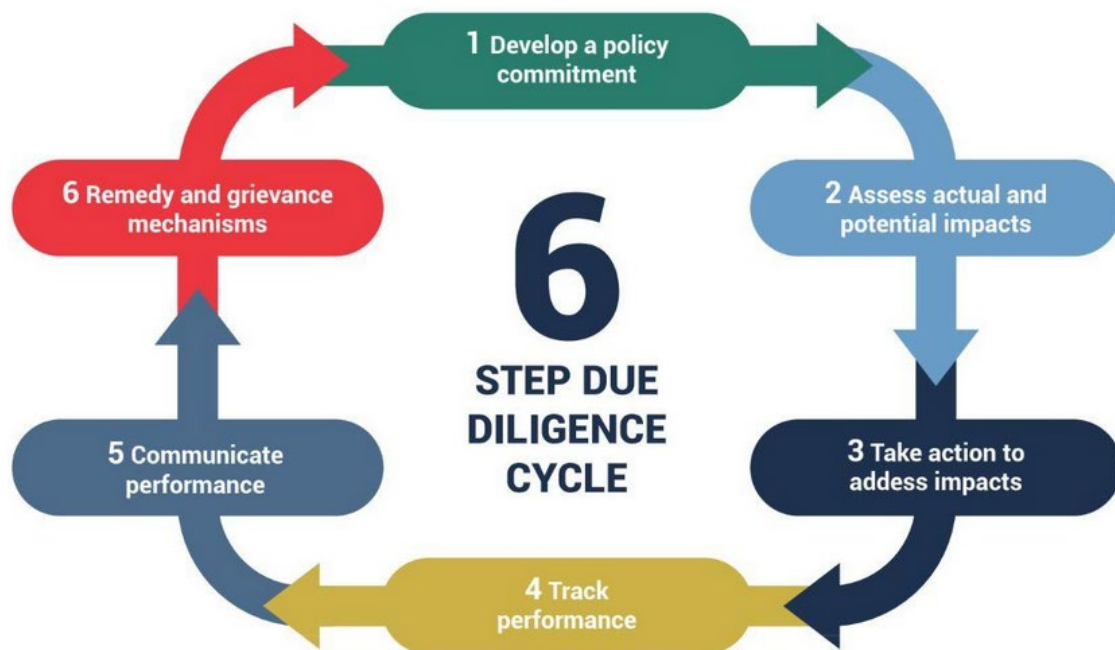 1 Develop a policy
commitment
2 Assess actual and
potential impacts
3 Take action to
addess impacts
4 Track
performance
5 Communicate
performance
6 Remedy and grievance
mechanisms
6
STEP DUE
DILIGENCE
CYCLE